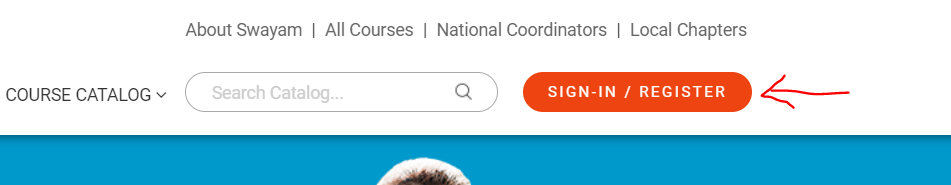 About Swayam | All Courses | National Coordinators | Local Chapters
COURSE CATALOG Search Catalog... SIGN-IN / REGISTER